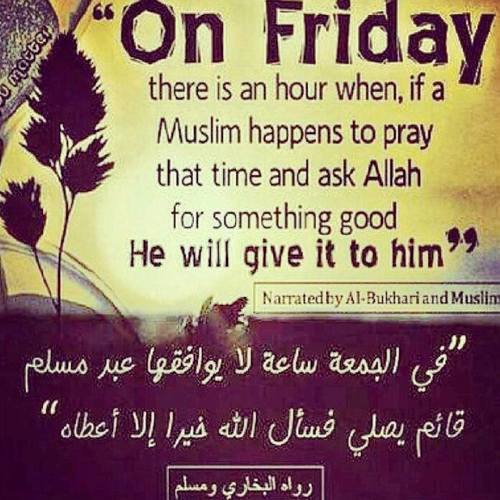 "On Friday
there is an hour when, if a
Muslim happens to pray
that time and ask Allah
for something good
He will give it to him"
Narrated by Al-Bukhari and Muslim
"في الجمعة ساعة لا يوافقها عبد مسلم
قائم يصلي فسأل الله خيرا إلا أعطاه"
رواه البخاري ومسلم
matter